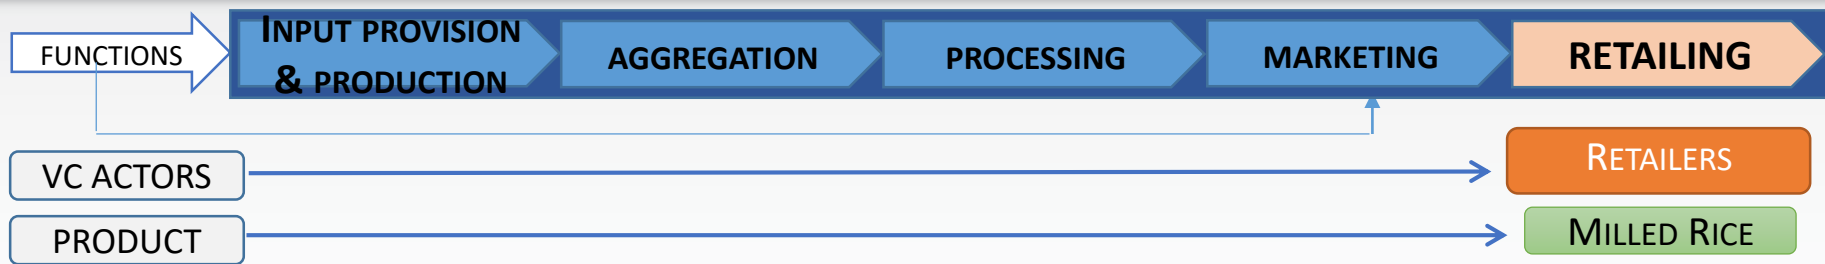 FUNCTIONS
INPUT PROVISION
& PRODUCTION
AGGREGATION
PROCESSING
MARKETING
RETAILING
VC ACTORS
RETAILERS
PRODUCT
MILLED RICE